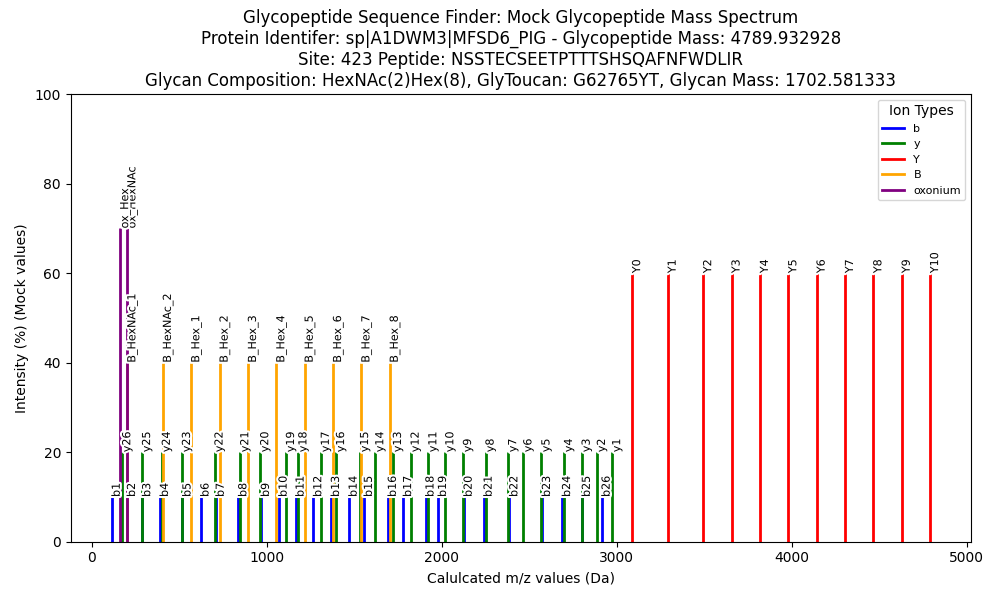 Glycopeptide Sequence Finder: Mock Glycopeptide Mass Spectrum
Protein Identifer: sp|A1DWM3|MFSD6_PIG - Glycopeptide Mass: 4789.932928
Site: 423 Peptide: NSSTECSEETPTTTSHSQAFNFWDLIR
Glycan Composition: HexNAc(2)Hex(8), GlyToucan: G62765YT, Glycan Mass: 1702.581333
Intensity (%) (Mock values)
100
80
60
40
20
0
Ion Types
b
y
Y
B
oxonium
ox_Hex
ox_HexNAc
Y0
Y1
Y2
Y3
Y4
Y5
Y6
Y7
Y8
Y9
Y10
B_HexNAc_1
B_HexNAc_2
B_Hex_1
B_Hex_2
B_Hex_3
B_Hex_4
B_Hex_5
B_Hex_6
B_Hex_7
B_Hex_8
y26
y25
y24
y23
y22
y21
y20
y19
y18
y17
y16
y15
y14
y13
y12
y11
y10
y9
y8
y7
y6
y5
y4
y3
y2
y1
b1
b2
b3
b4
b5
b6
b7
b8
b9
b10
b11
b12
b13
b14
b15
b16
b17
b18
b19
b20
b21
b22
b23
b24
b25
b26
0
1000
2000
3000
4000
5000
Calulcated m/z values (Da)